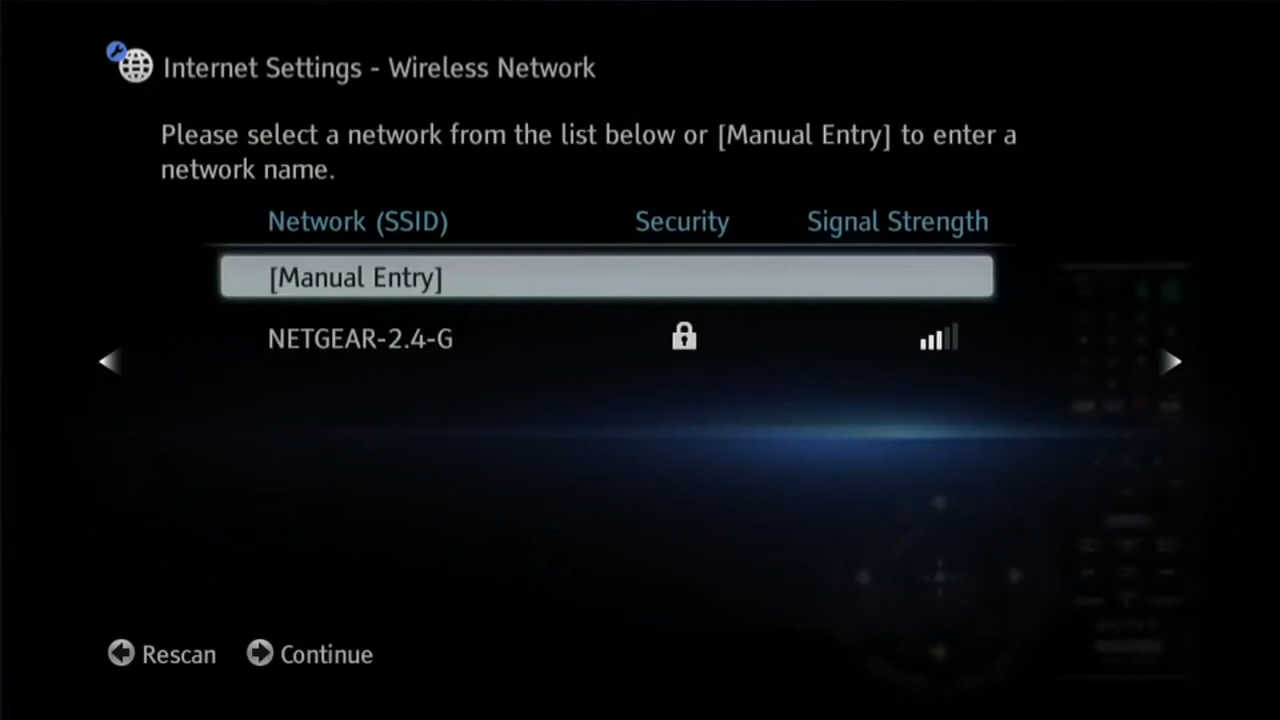 Internet Settings - Wireless Network
Please select a network from the list below or [Manual Entry] to enter a
network name.
Network (SSID) Security Signal Strength
[Manual Entry]
NETGEAR-2.4-G
Rescan Continue